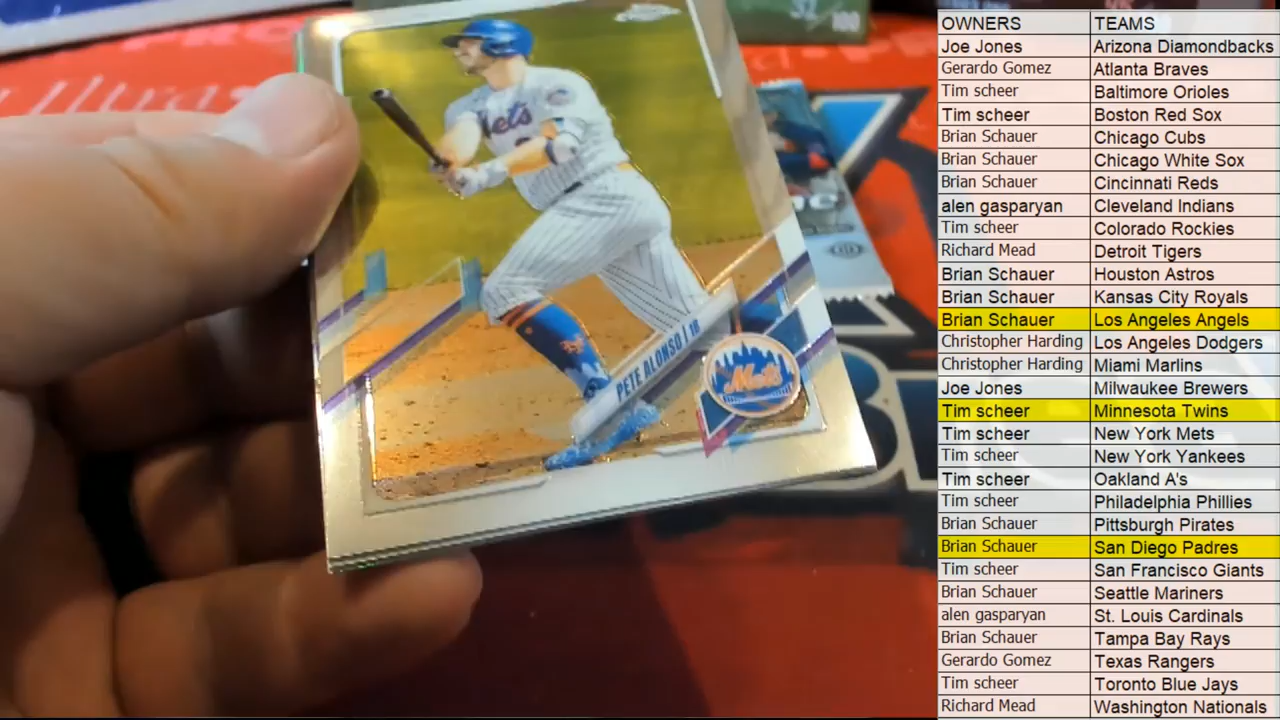 OWNERS TEAMS
Joe Jones Arizona Diamondbacks
Gerardo Gomez Atlanta Braves
Tim scheer Baltimore Orioles
Tim scheer Boston Red Sox
Brian Schauer Chicago Cubs
Brian Schauer Chicago White Sox
Brian Schauer Cincinnati Reds
alen gasparyan Cleveland Indians
Tim scheer Colorado Rockies
Richard Mead Detroit Tigers
Brian Schauer Houston Astros
Brian Schauer Kansas City Royals
Brian Schauer Los Angeles Angels
Christopher Harding Los Angeles Dodgers
Christopher Harding Miami Marlins
Joe Jones Milwaukee Brewers
Tim scheer Minnesota Twins
Tim scheer New York Mets
Tim scheer New York Yankees
Tim scheer Oakland A's
Tim scheer Philadelphia Phillies
Brian Schauer Pittsburgh Pirates
Brian Schauer San Diego Padres
Tim scheer San Francisco Giants
Brian Schauer Seattle Mariners
alen gasparyan St. Louis Cardinals
Brian Schauer Tampa Bay Rays
Gerardo Gomez Texas Rangers
Tim scheer Toronto Blue Jays
Richard Mead Washington Nationals
Mets
PETE ALONSO | 1B
Mets